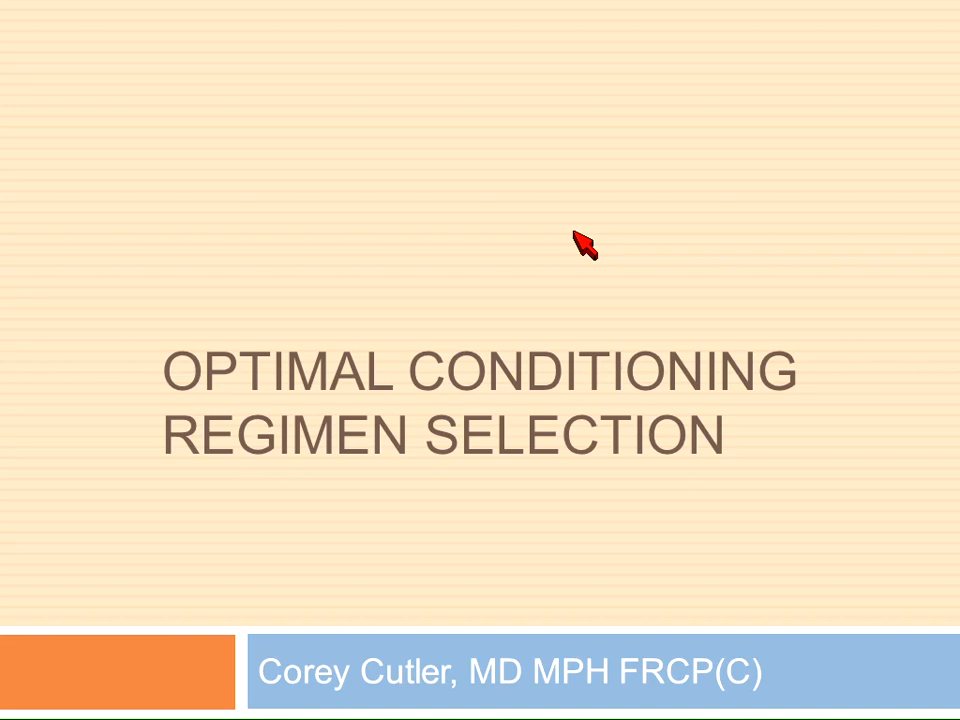 OPTIMAL CONDITIONING
REGIMEN SELECTION
Corey Cutler, MD MPH FRCP(C)